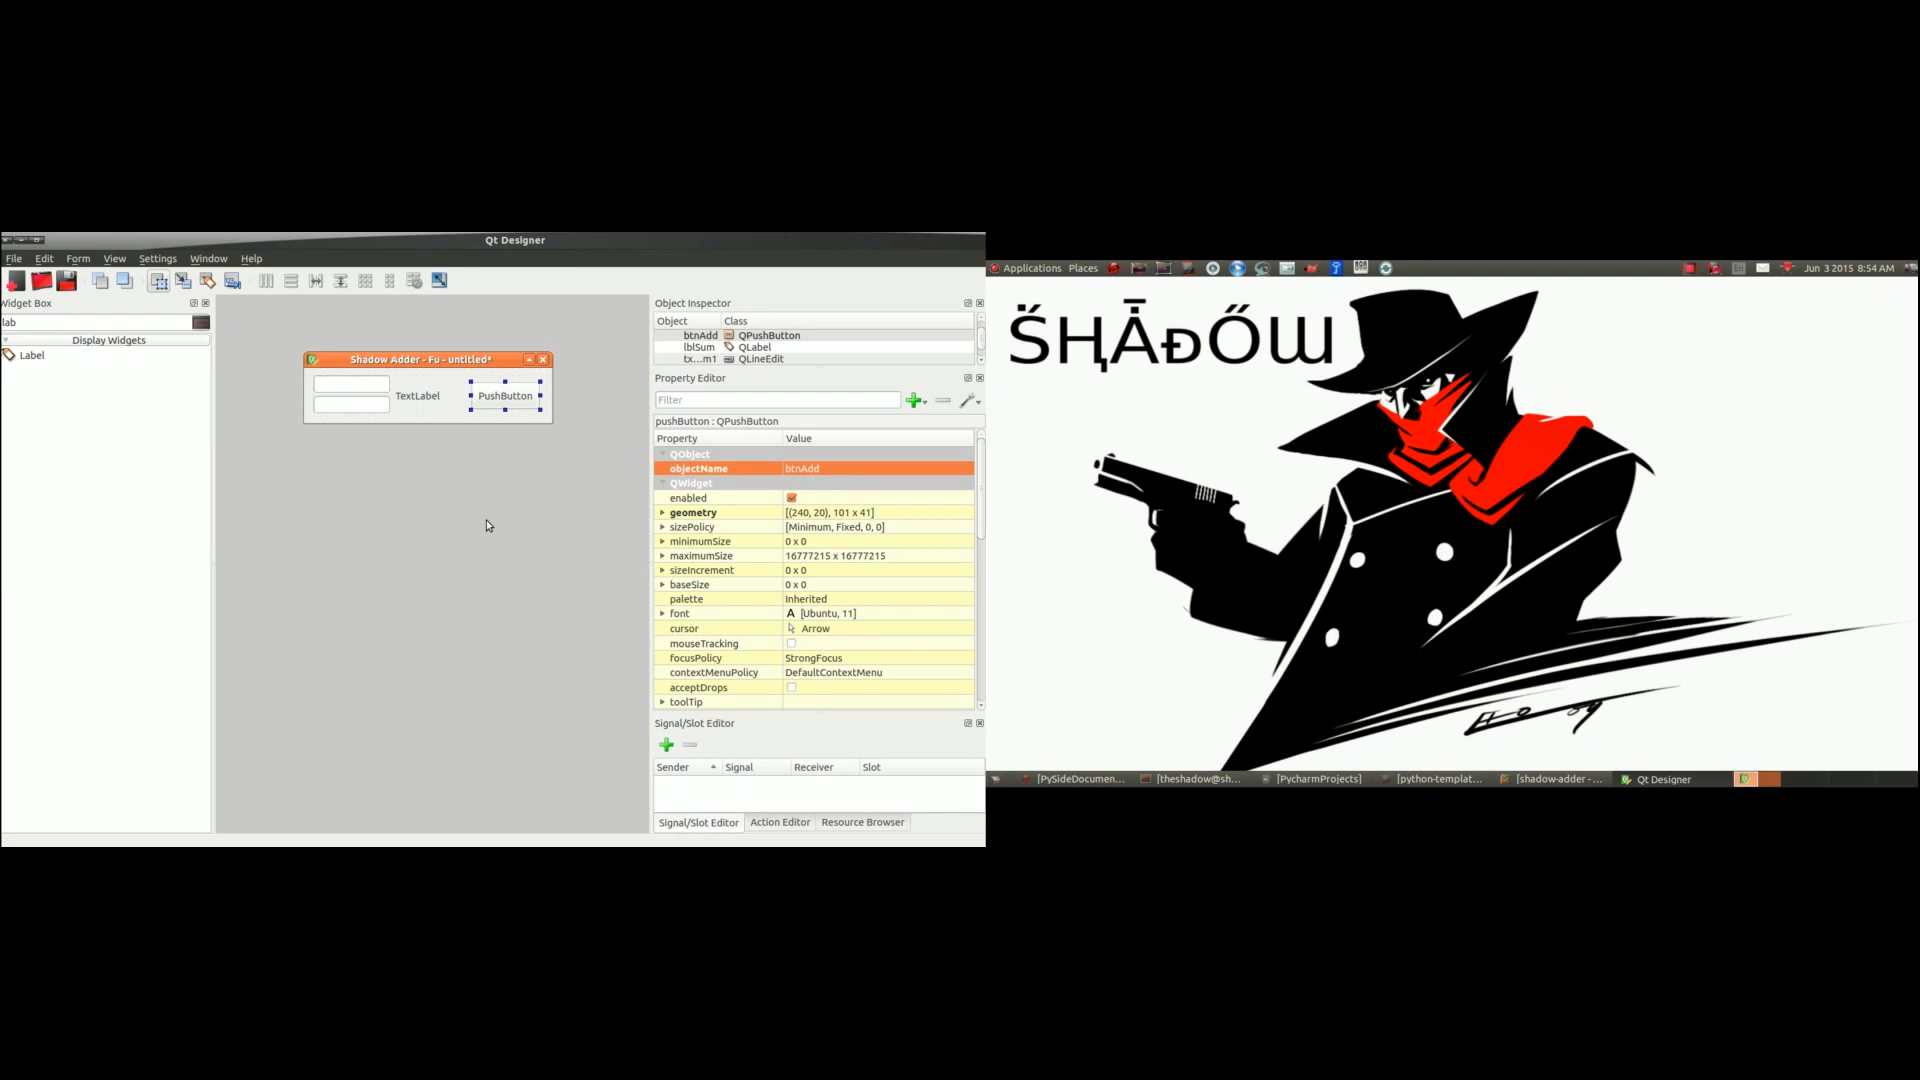 Qt Designer
File Edit Form View Settings Window Help
Widget Box
lab
Display Widgets
Label
Shadow Adder - Fu - untitled*
TextLabel
PushButton
Object Inspector
Object Class
btnAdd QPushButton
lblSum QLabel
tx...m1 QLineEdit
Property Editor
Filter
pushButton : QPushButton
Property Value
QObject
objectName btnAdd
QWidget
enabled
geometry [(240, 20), 101 x 41]
sizePolicy [Minimum, Fixed, 0, 0]
minimumSize 0 x 0
maximumSize 16777215 x 16777215
sizeIncrement 0 x 0
baseSize 0 x 0
palette Inherited
font A [Ubuntu, 11]
cursor Arrow
mouseTracking
focusPolicy StrongFocus
contextMenuPolicy DefaultContextMenu
acceptDrops
toolTip
Signal/Slot Editor
Sender Signal Receiver Slot
Signal/Slot Editor Action Editor Resource Browser
Applications Places
Jun 3 2015 8:54 AM
[PySideDocumen... [theshadow@sh... [PycharmProjects] [python-templat... [shadow-adder - ... Qt Designer